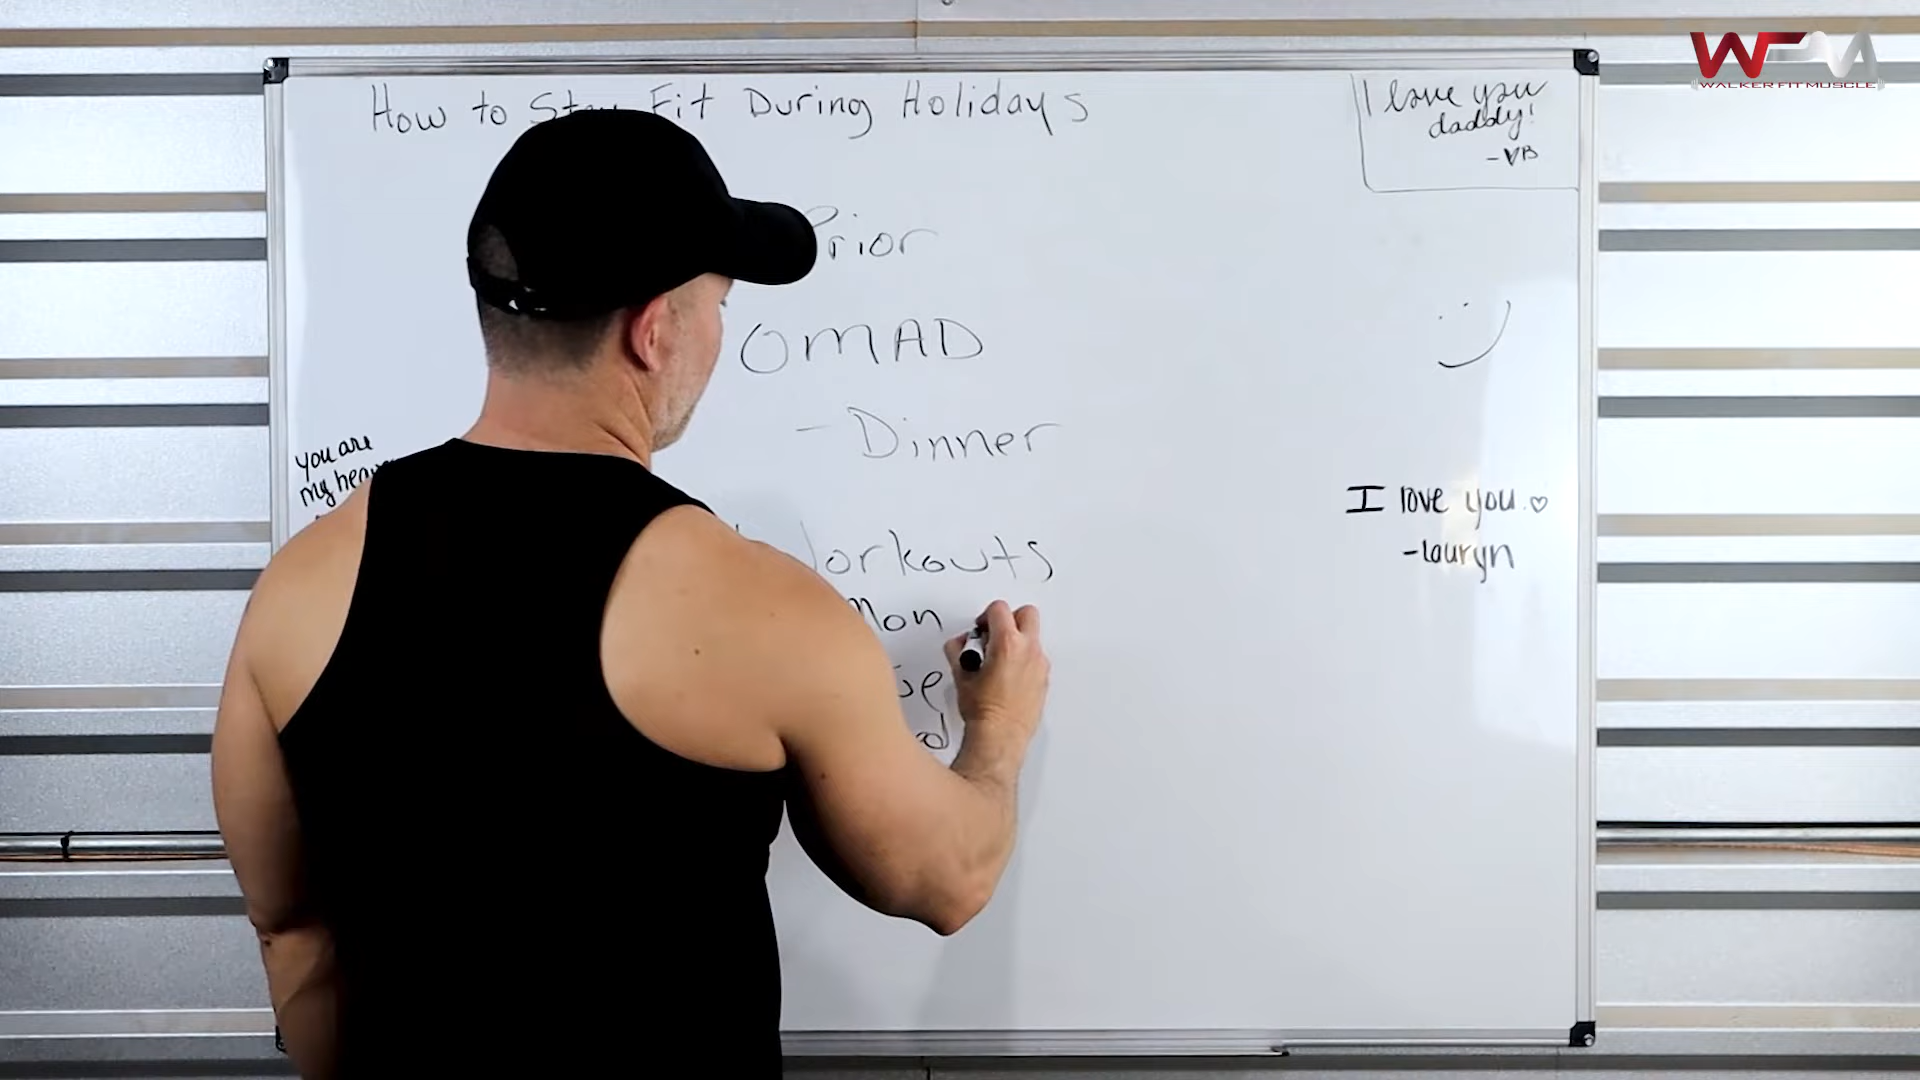 WFM
WALKER FIT MUSCLE
How to Stay Fit During Holidays
I love you
daddy!
-VB
Prior
OMAD
- Dinner
you are
my
I love you ♡
-lauryn
Workouts
Mon